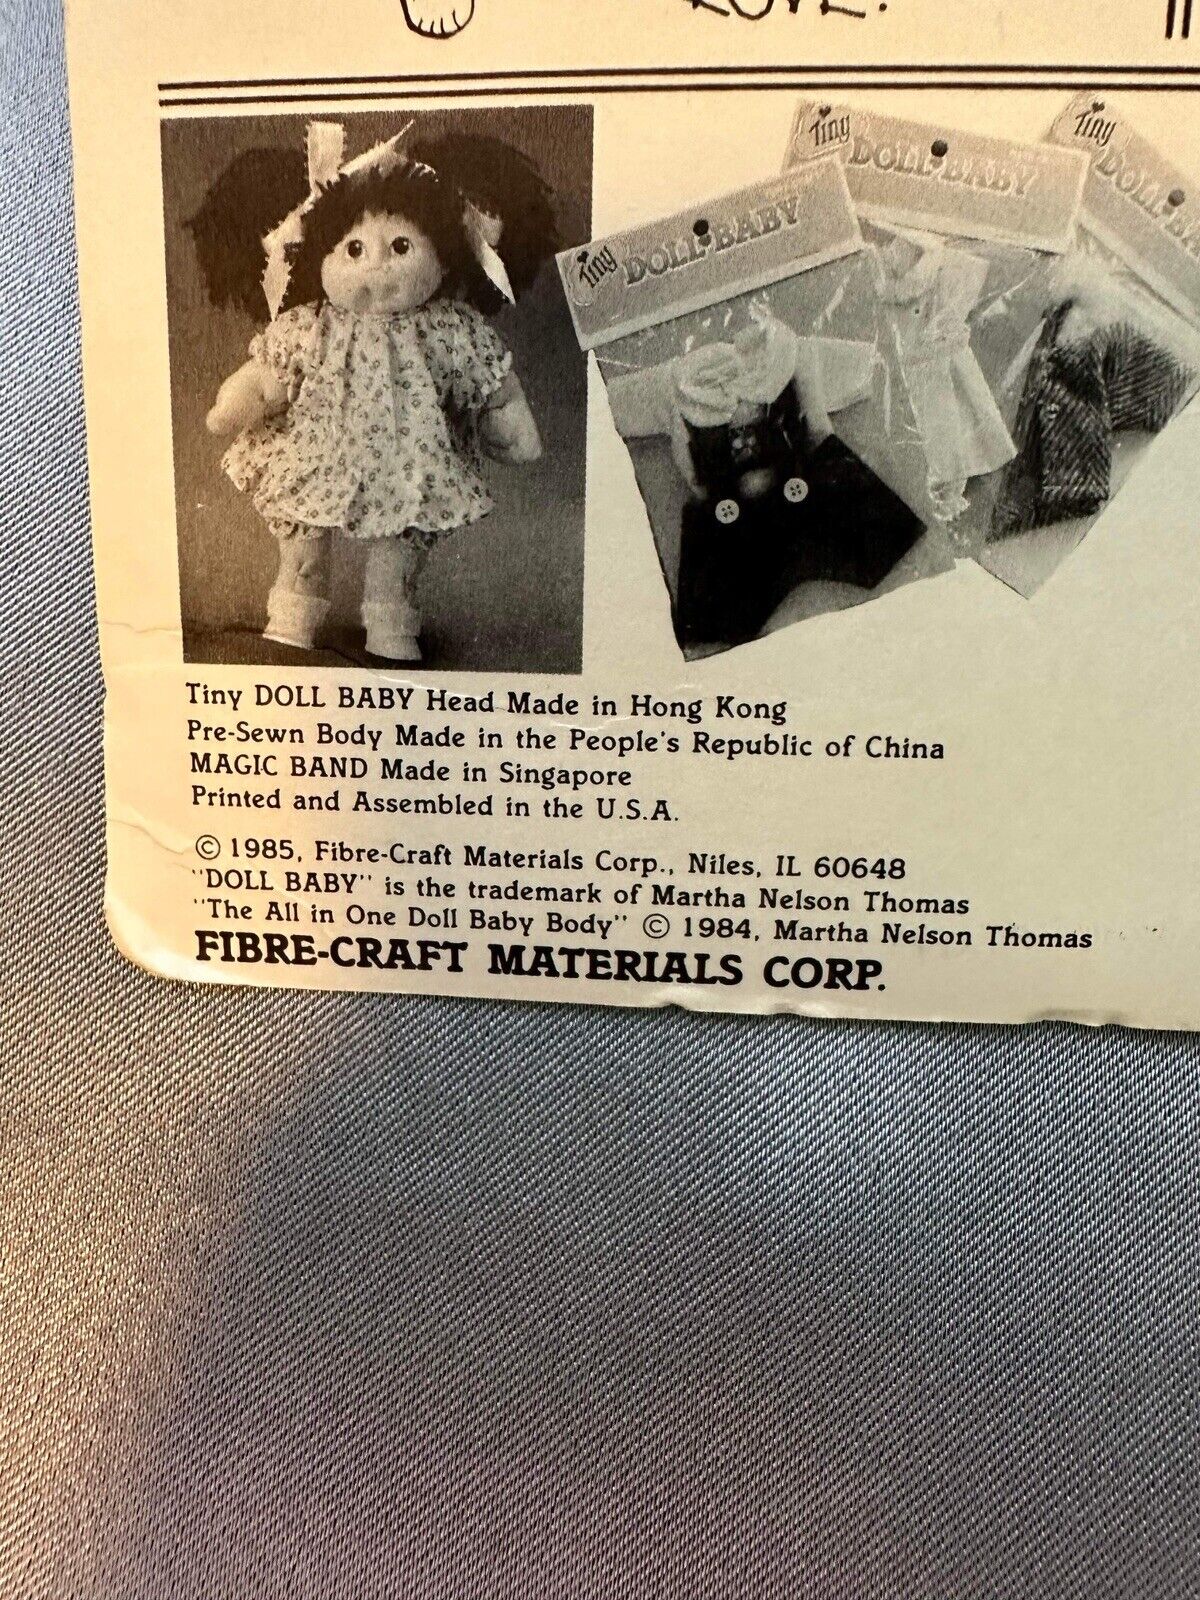 LOVE.
Tiny DOLL BABY
Tiny DOLL BABY
Tiny DOLL BA
Tiny DOLL BABY Head Made in Hong Kong
Pre-Sewn Body Made in the People's Republic of China
MAGIC BAND Made in Singapore
Printed and Assembled in the U.S.A.
© 1985, Fibre-Craft Materials Corp., Niles, IL 60648
"DOLL BABY" is the trademark of Martha Nelson Thomas
"The All in One Doll Baby Body" © 1984, Martha Nelson Thomas
FIBRE-CRAFT MATERIALS CORP.